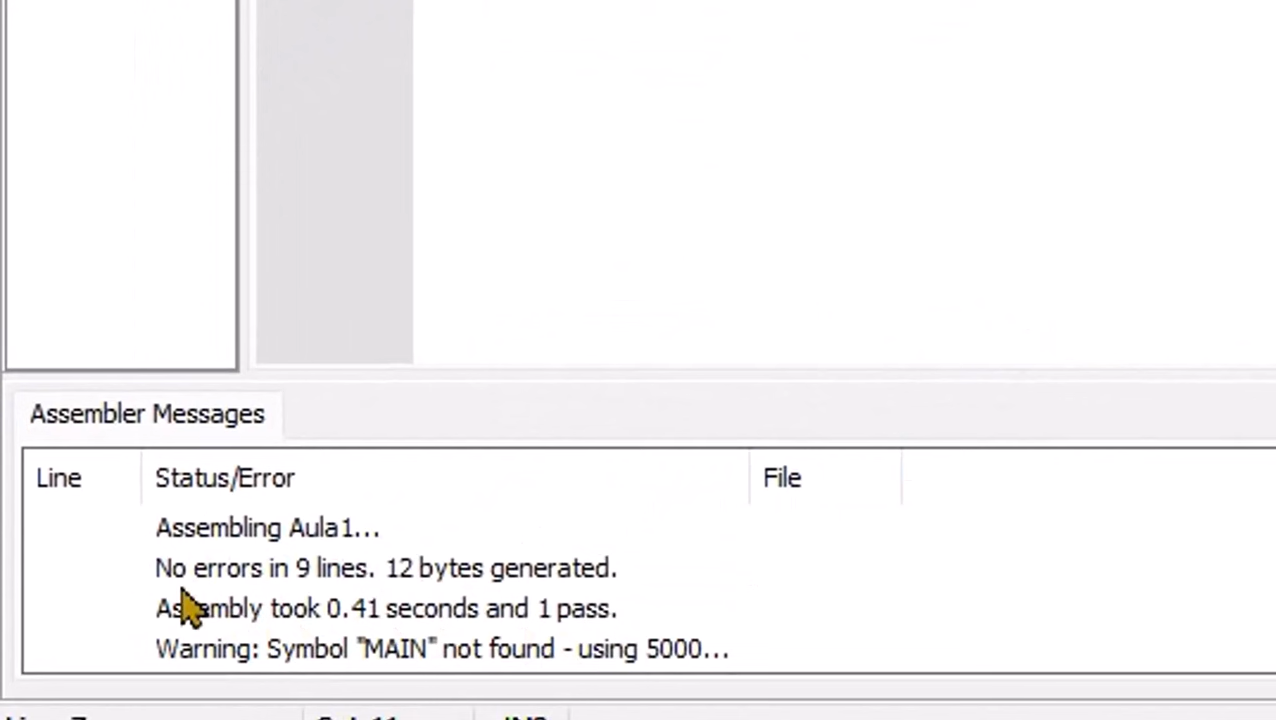 Assembler Messages
Line Status/Error File
Assembling Aula1...
No errors in 9 lines. 12 bytes generated.
Assembly took 0.41 seconds and 1 pass.
Warning: Symbol "MAIN" not found - using 5000...